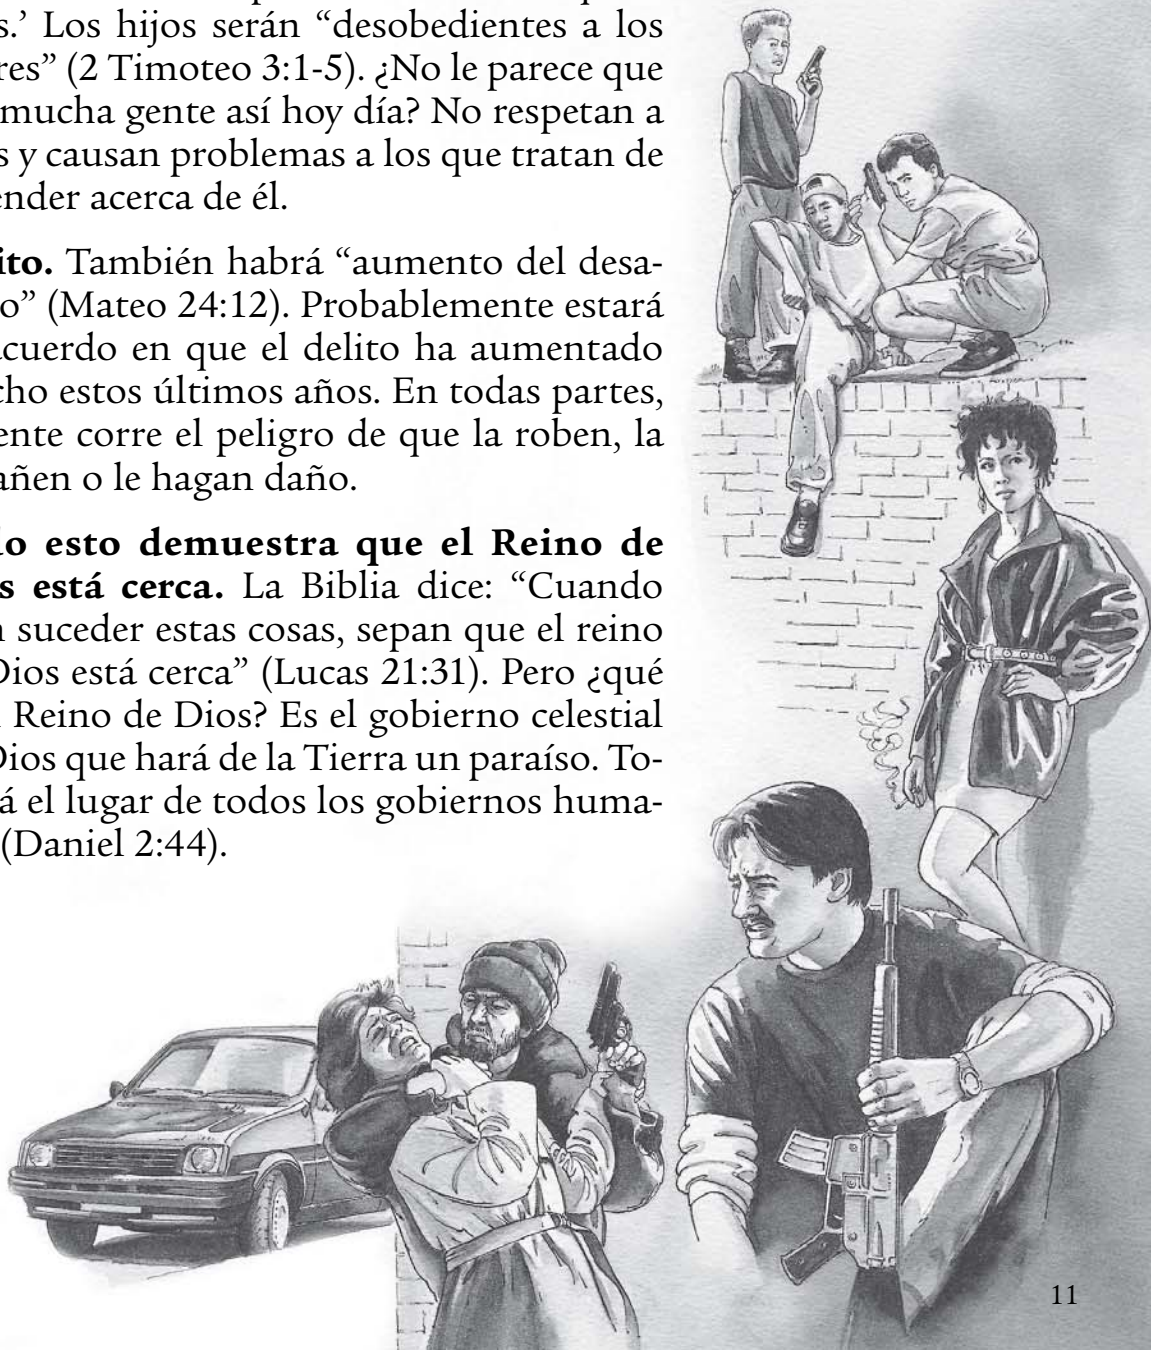 s.’ Los hijos serán “desobedientes a los
res” (2 Timoteo 3:1-5). ¿No le parece que
mucha gente así hoy día? No respetan a
s y causan problemas a los que tratan de
ender acerca de él.
ito. También habrá “aumento del desa-
o” (Mateo 24:12). Probablemente estará
acuerdo en que el delito ha aumentado
cho estos últimos años. En todas partes,
ente corre el peligro de que la roben, la
añen o le hagan daño.
do esto demuestra que el Reino de
s está cerca. La Biblia dice: “Cuando
n suceder estas cosas, sepan que el reino
Dios está cerca” (Lucas 21:31). Pero ¿qué
l Reino de Dios? Es el gobierno celestial
Dios que hará de la Tierra un paraíso. To-
á el lugar de todos los gobiernos huma-
(Daniel 2:44).
11